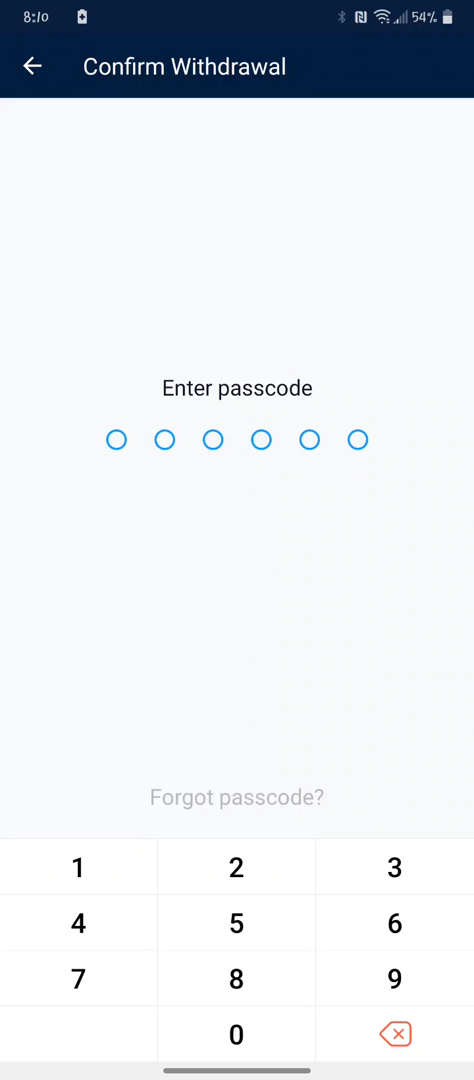 8:10
54%
Confirm Withdrawal
Enter passcode
Forgot passcode?
1 2 3
4 5 6
7 8 9
0